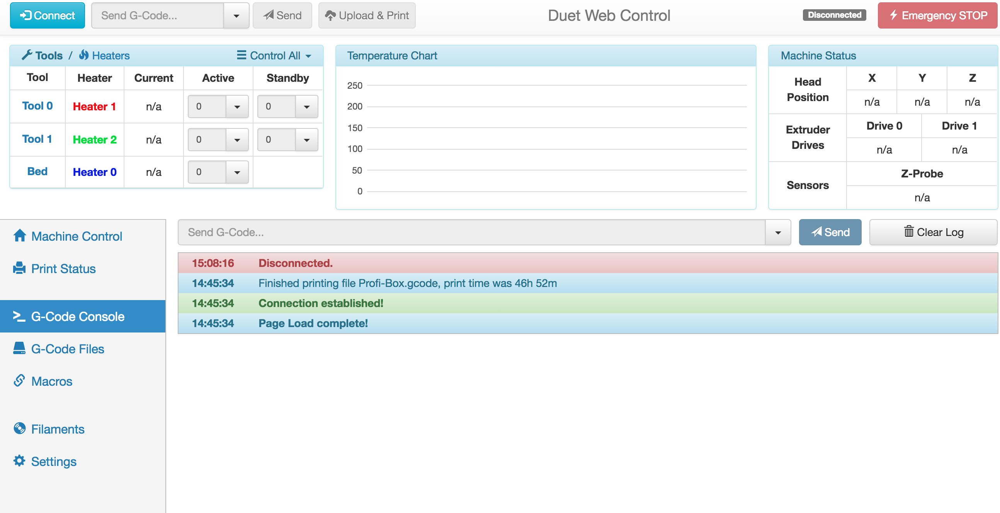 Connect Send G-Code... Send Upload & Print Duet Web Control Disconnected Emergency STOP
Tools / Heaters Control All
Tool Heater Current Active Standby
Tool 0 Heater 1 n/a 0 0
Tool 1 Heater 2 n/a 0 0
Bed Heater 0 n/a 0
Temperature Chart
250
200
150
100
50
0
Machine Status
Head Position X Y Z
n/a n/a n/a
Extruder Drives Drive 0 Drive 1
n/a n/a
Sensors Z-Probe
n/a
Machine Control
Print Status
G-Code Console
G-Code Files
Macros
Filaments
Settings
Send G-Code... Send Clear Log
15:08:16 Disconnected.
14:45:34 Finished printing file Profi-Box.gcode, print time was 46h 52m
14:45:34 Connection established!
14:45:34 Page Load complete!